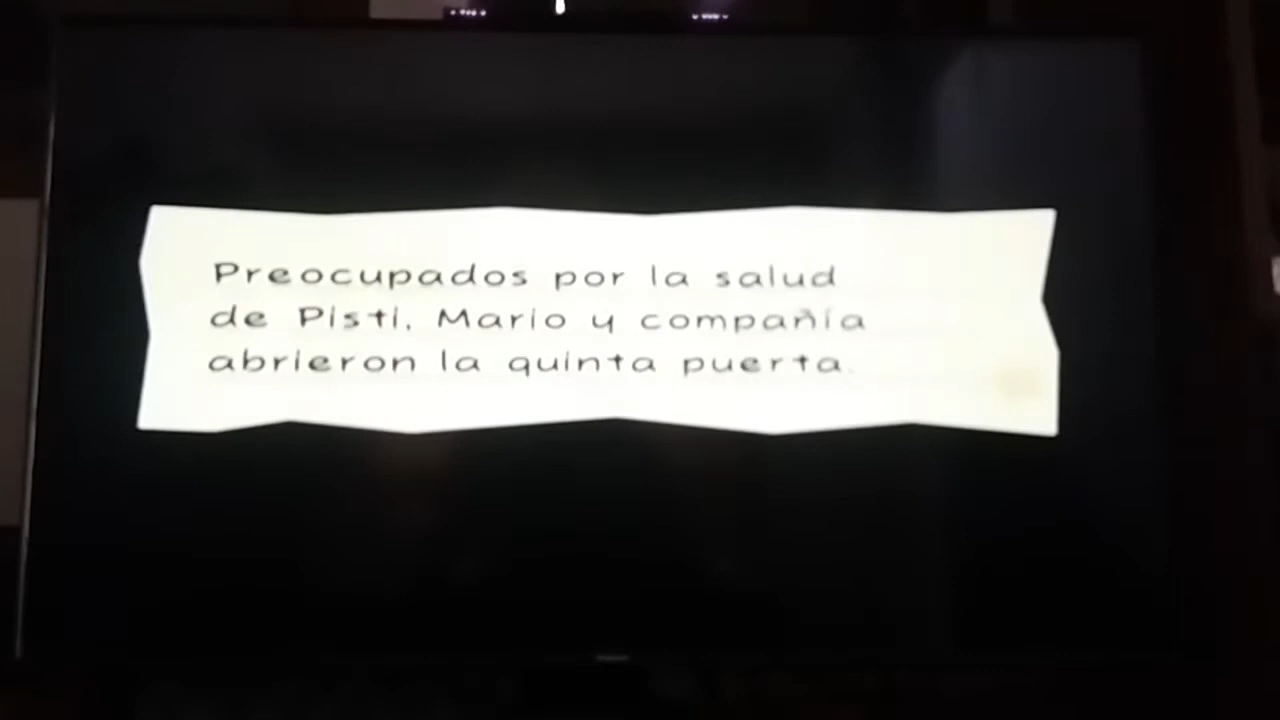 Preocupados por la salud
de Pisti, Mario y compañía
abrieron la quinta puerta.